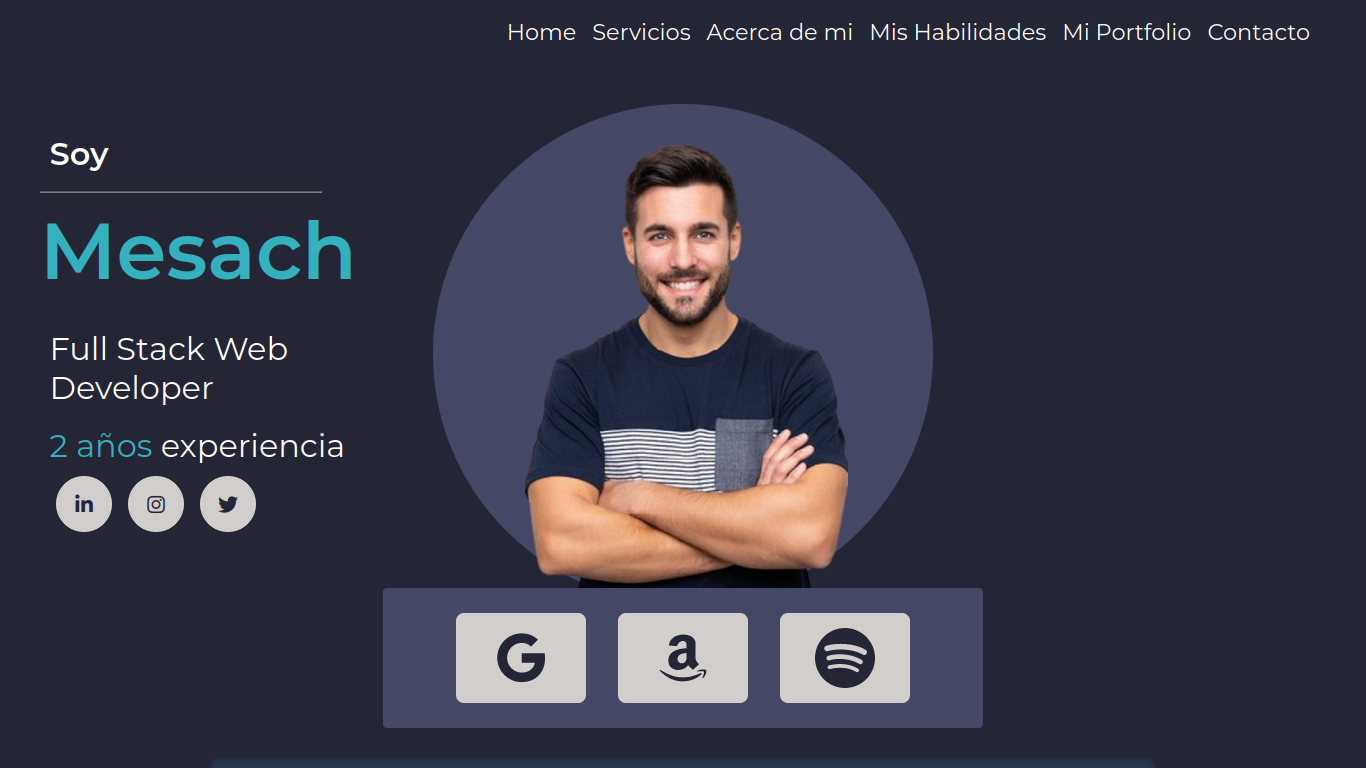 Home Servicios Acerca de mi Mis Habilidades Mi Portfolio Contacto
Soy
Mesach
Full Stack Web
Developer
2 años experiencia